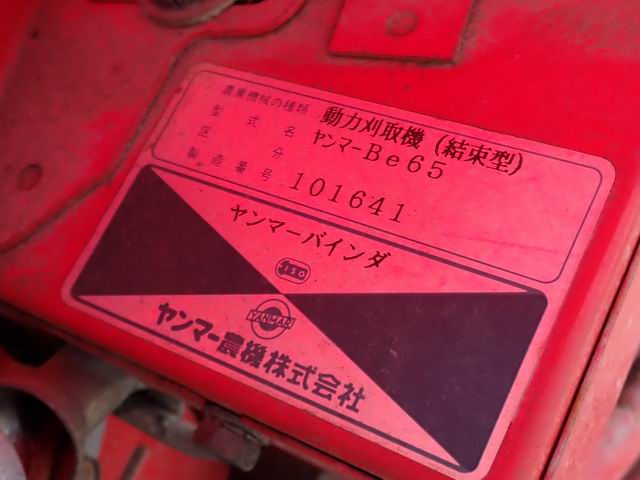 農業機械の種類 動力刈取機(結束型)
型式名 ヤンマーBe65
区分
製造番号 101641
ヤンマーバインダ
ISO
YANMAR
ヤンマー農機株式会社